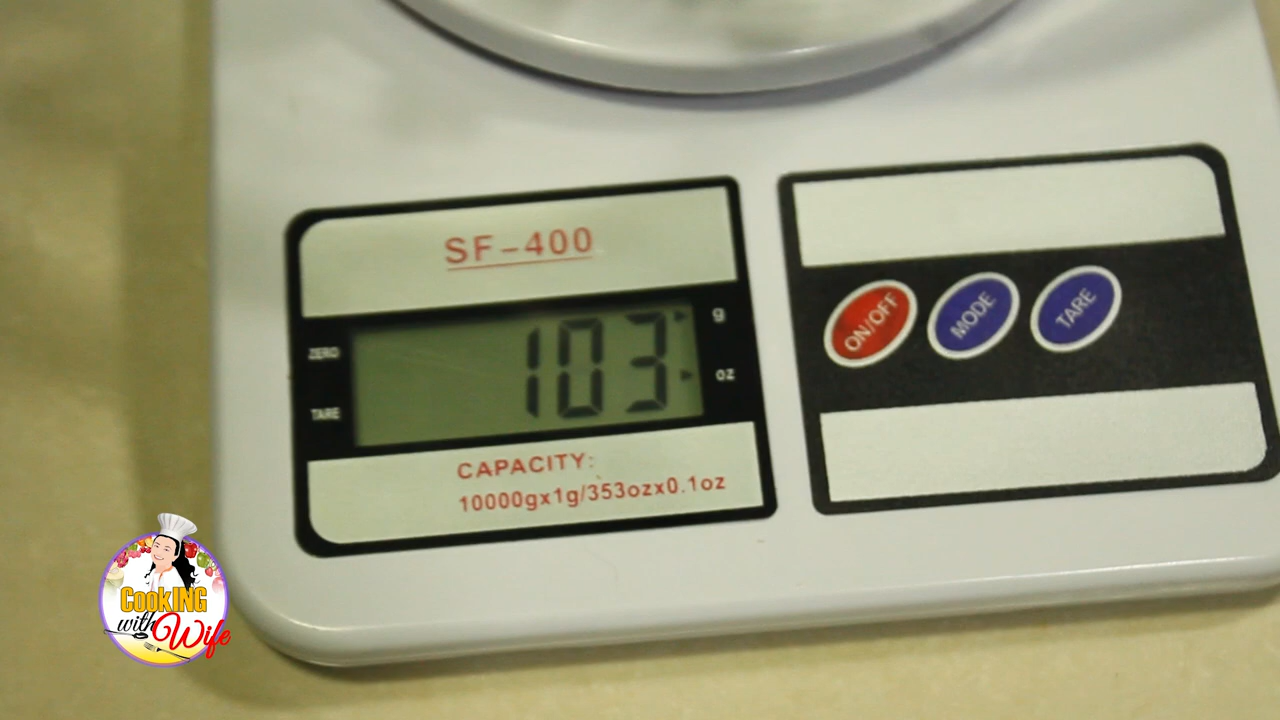 SF-400
ZERO
TARE
103
g
oz
CAPACITY:
10000gx1g/353ozx0.1oz
ON/OFF
MODE
TARE
CookING
with Wife